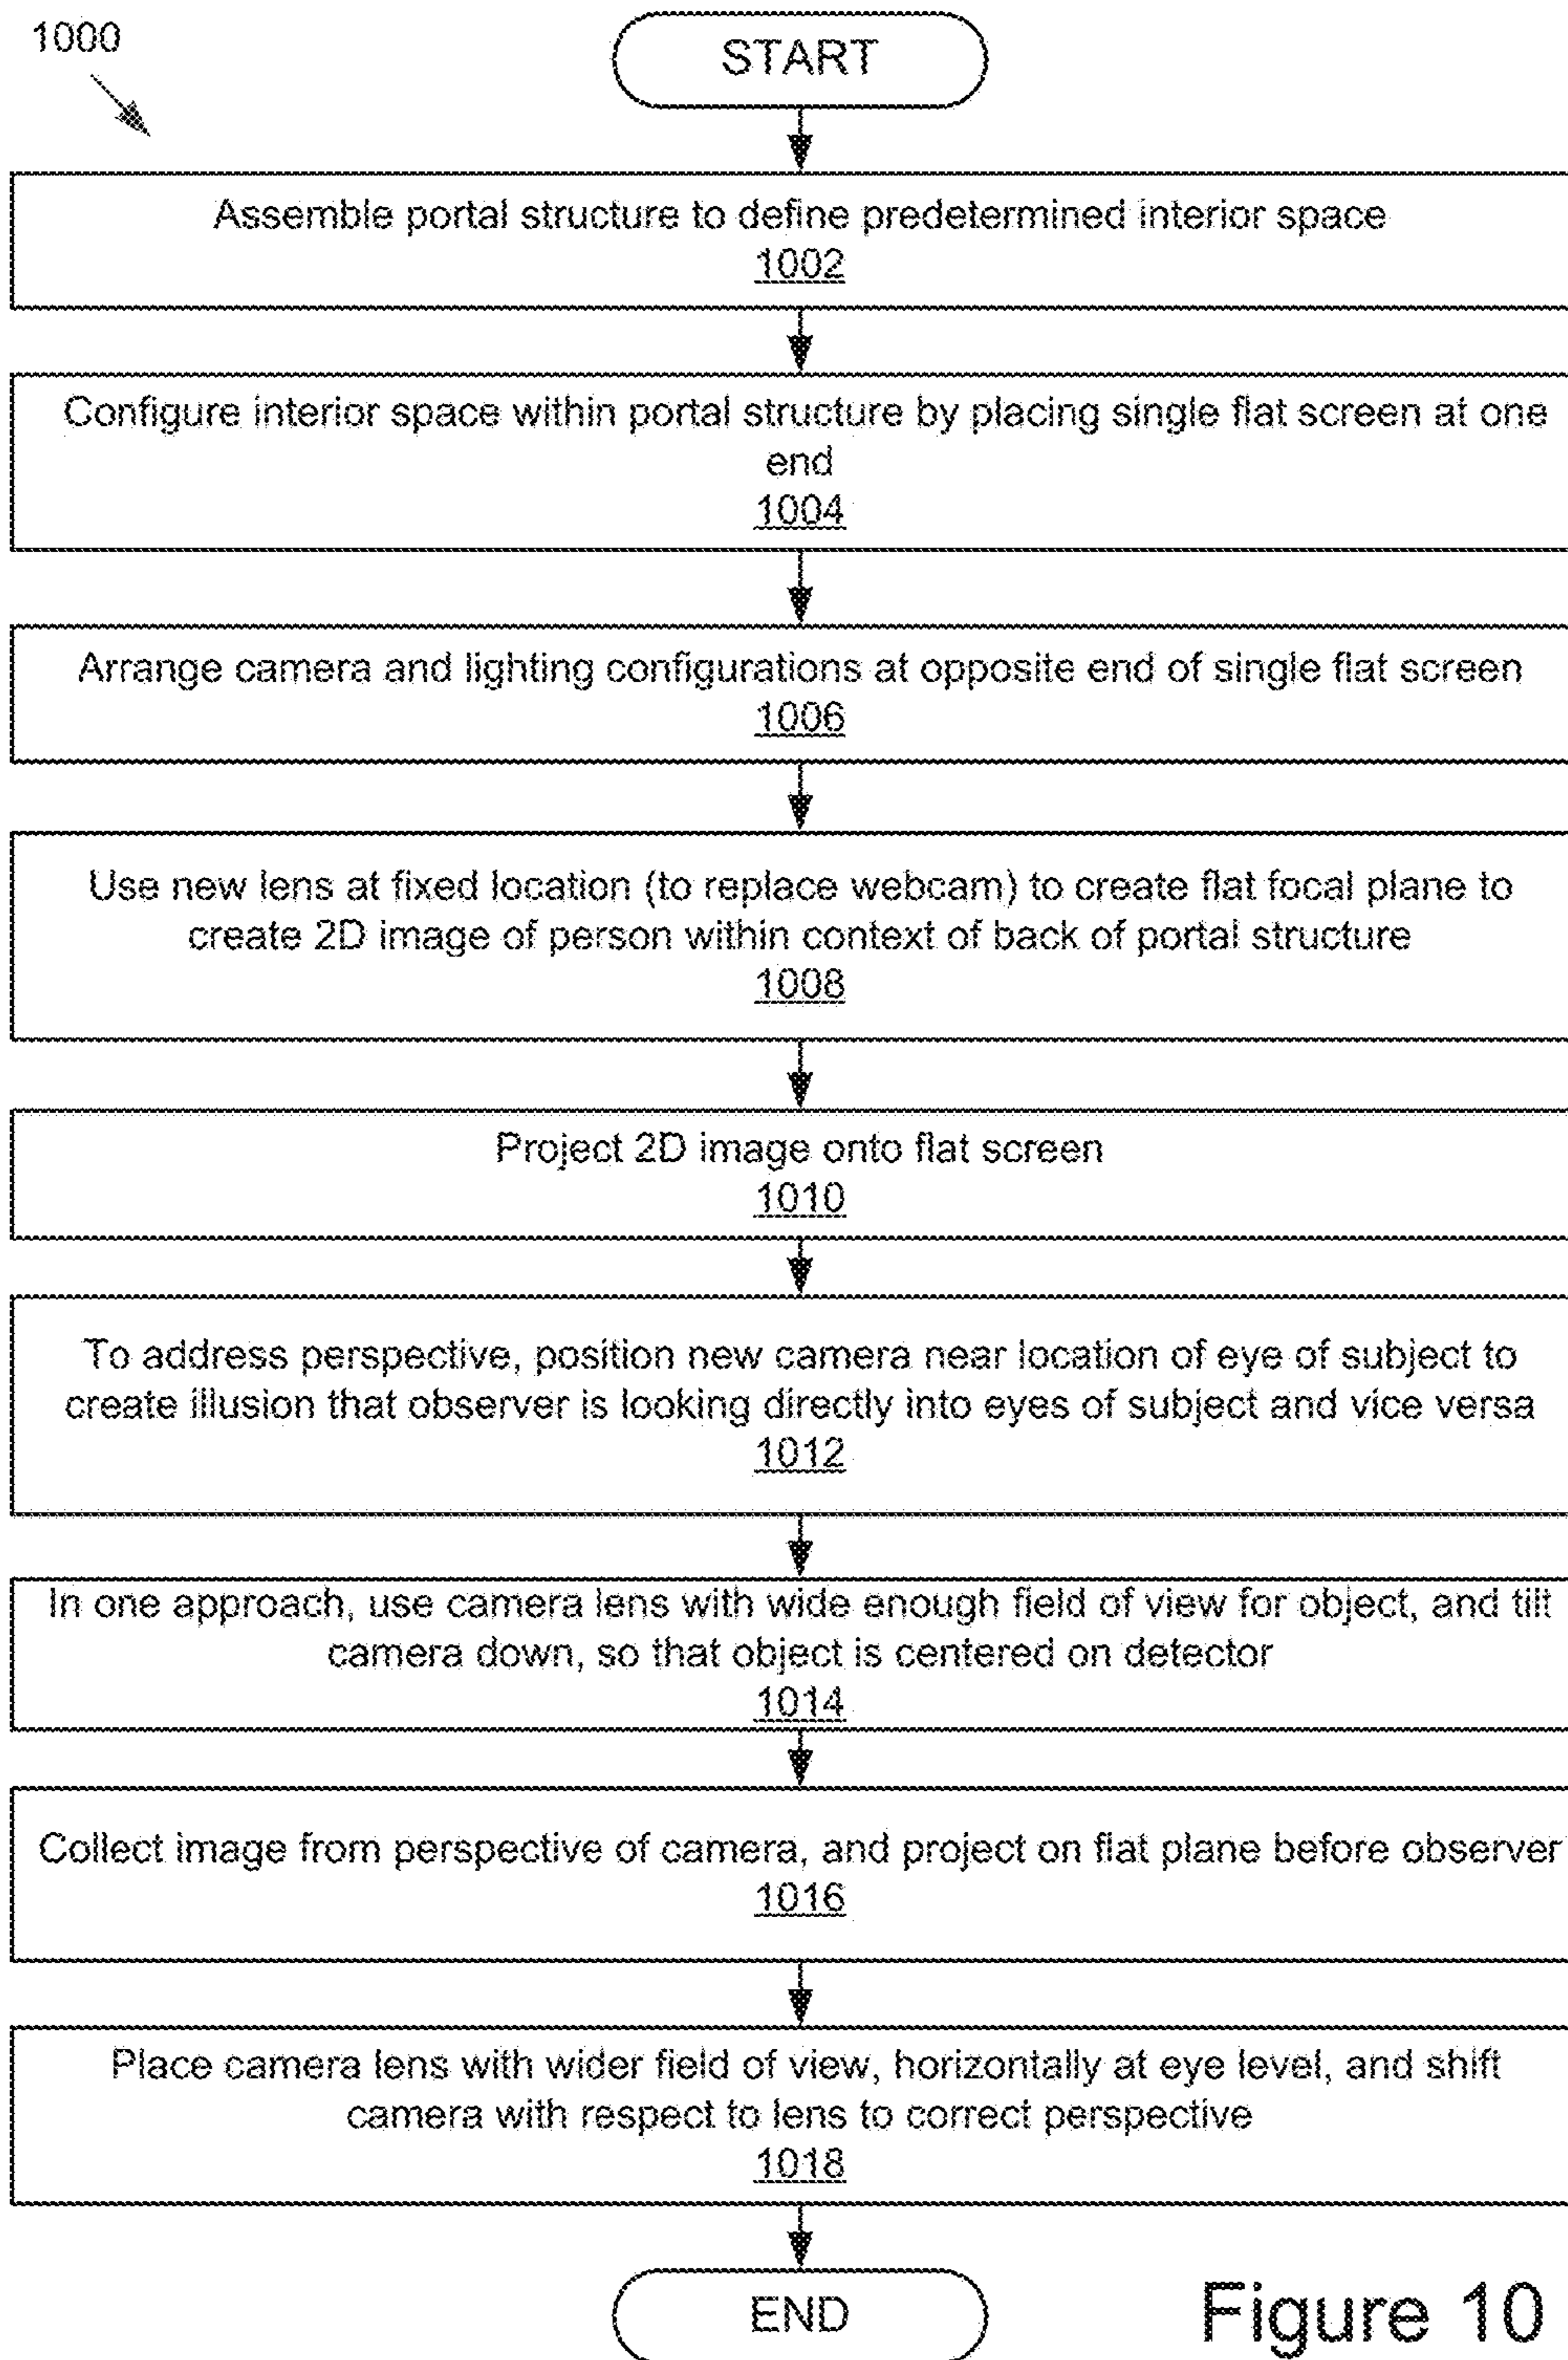 1000
START
Assemble portal structure to define predetermined interior space
1002
Configure interior space within portal structure by placing single flat screen at one
end
1004
Arrange camera and lighting configurations at opposite end of single flat screen
1006
Use new lens at fixed location (to replace webcam) to create flat focal plane to
create 2D image of person within context of back of portal structure
1008
Project 2D image onto flat screen
1010
To address perspective, position new camera near location of eye of subject to
create illusion that observer is looking directly into eyes of subject and vice versa
1012
In one approach, use camera lens with wide enough field of view for object, and tilt
camera down, so that object is centered on detector
1014
Collect image from perspective of camera, and project on flat plane before observer
1016
Place camera lens with wider field of view, horizontally at eye level, and shift
camera with respect to lens to correct perspective
1018
END
Figure 10